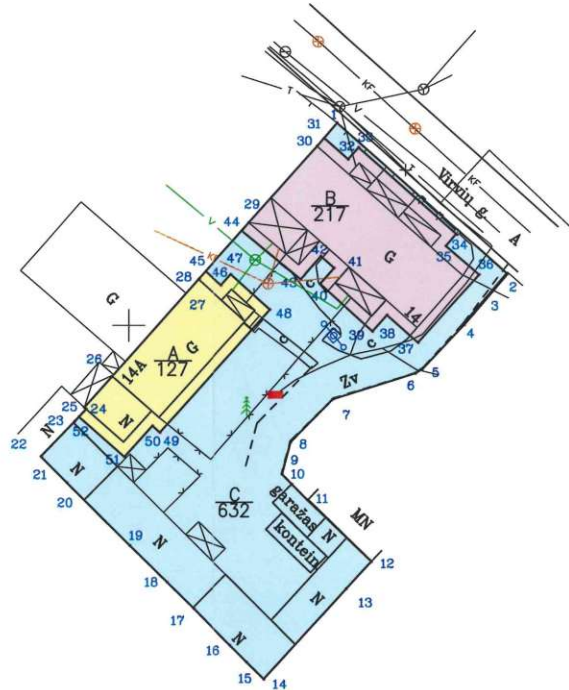 KF
T
V
1
31
30
32
33
KF
T
Virvių g.
KF
A
B
217
29
44
V
G
34
35
36
2
3
4
42
41
47
KF
45
46
43
40
c
28
27
48
14
G
39
38
37
c
5
6
A
127
G
14A
26
c
Zv
7
25
24
23
22
N
N
52
50
49
51
8
9
10
21
N
20
C
632
garažas
kontein
N
11
MN
12
13
19
N
18
17
N
16
N
15
14